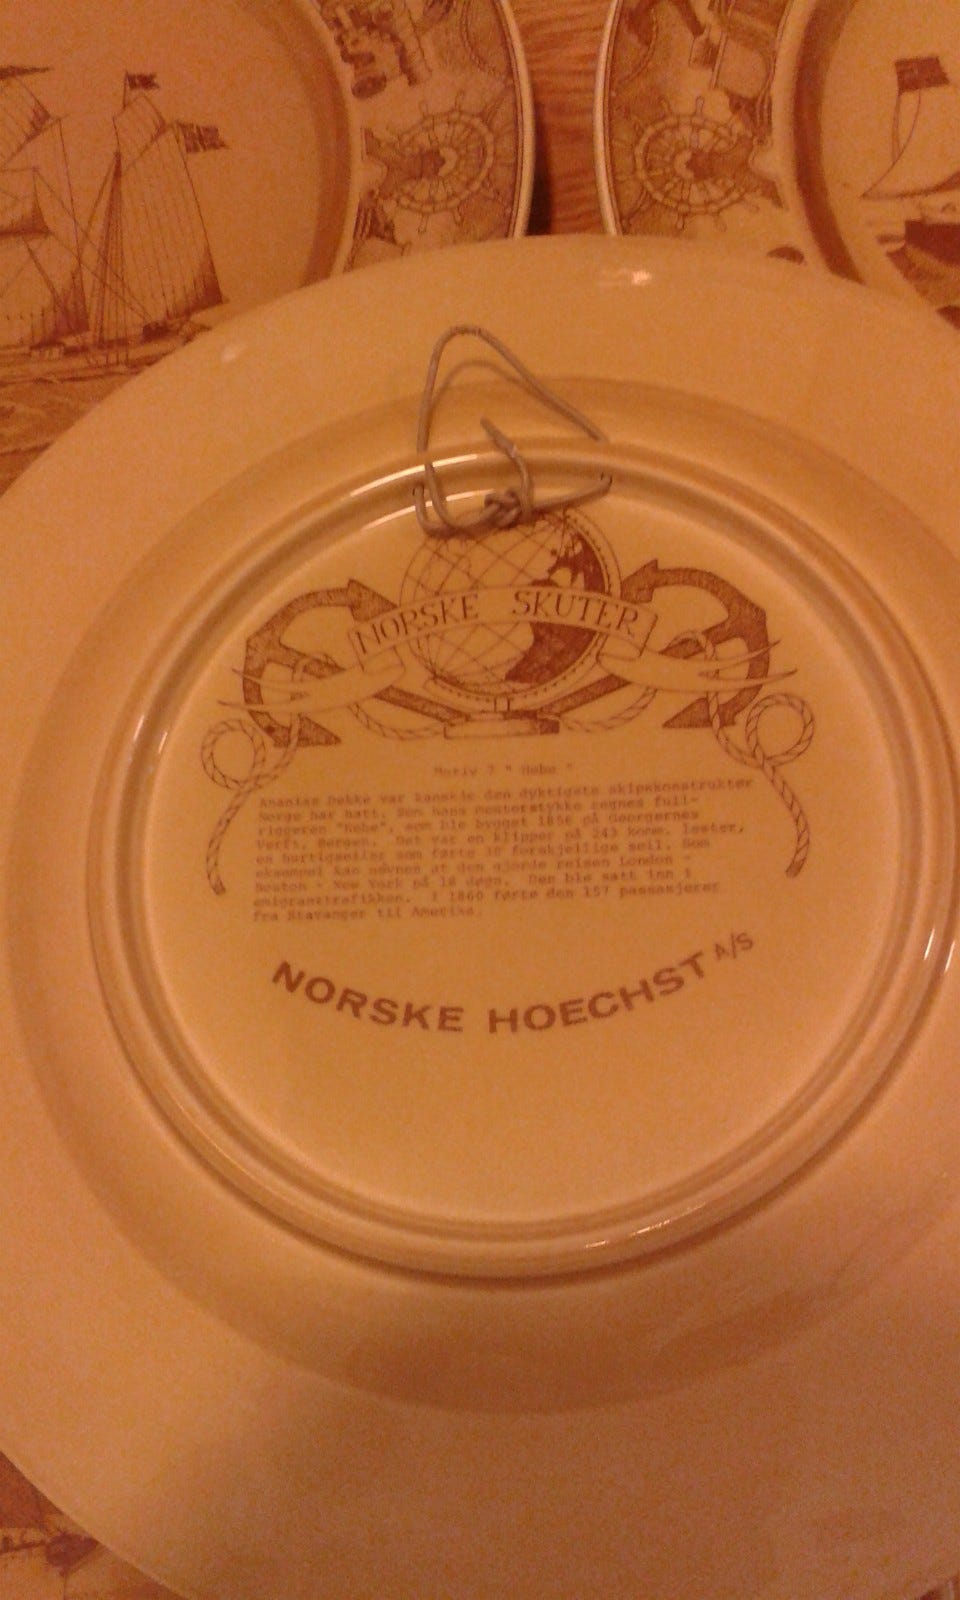 NORSKE SKUTER
Motiv 7 " Hebe "
Ananias Dekke var kanskje den dyktigste skipskonstruktør
Norge har hatt. Som hans mesterstykke regnes full-
riggeren "Hebe", som ble bygget 1856 på Georgernes
Verft, Bergen. Det var en klipper på 243 kom. lester,
en hurtigseiler som førte 30 forskjellige seil. Som
eksempel kan nevnes at den gjorde reisen London -
Boston - New York på 18 døgn. Den ble satt inn i
emigranttrafikken. I 1860 førte den 157 passasjerer
fra Stavanger til Amerika.
NORSKE HOECHST A/S